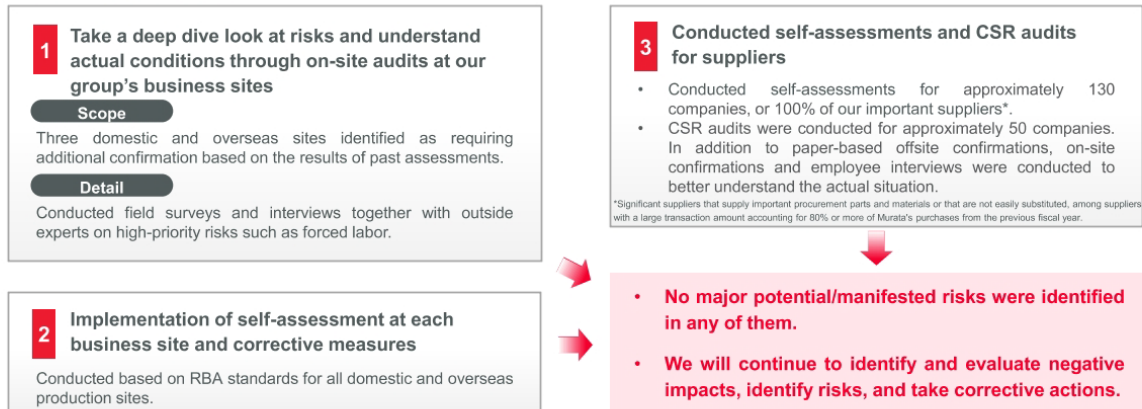 1
Take a deep dive look at risks and understand
actual conditions through on-site audits at our
group's business sites
Scope
Three domestic and overseas sites identified as requiring
additional confirmation based on the results of past assessments.
Detail
Conducted field surveys and interviews together with outside
experts on high-priority risks such as forced labor.
2
Implementation of self-assessment at each
business site and corrective measures
Conducted based on RBA standards for all domestic and overseas
production sites.
3
Conducted self-assessments and CSR audits
for suppliers
• Conducted self-assessments for approximately 130
companies, or 100% of our important suppliers*.
• CSR audits were conducted for approximately 50 companies.
In addition to paper-based offsite confirmations, on-site
confirmations and employee interviews were conducted to
better understand the actual situation.
*Significant suppliers that supply important procurement parts and materials or that are not easily substituted, among suppliers
with a large transaction amount accounting for 80% or more of Murata's purchases from the previous fiscal year.
• No major potential/manifested risks were identified
in any of them.
• We will continue to identify and evaluate negative
impacts, identify risks, and take corrective actions.